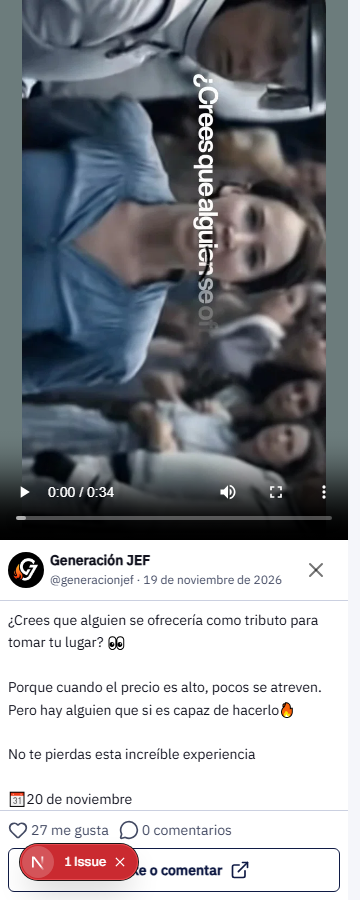 ¿Creesquealguienseof
0:00 / 0:34
Generación JEF
@generacionjef · 19 de noviembre de 2026
¿Crees que alguien se ofrecería como tributo para
tomar tu lugar? 👀
Porque cuando el precio es alto, pocos se atreven.
Pero hay alguien que si es capaz de hacerlo🔥
No te pierdas esta increíble experiencia
📅20 de noviembre
27 me gusta 0 comentarios
N 1 Issue ke o comentar